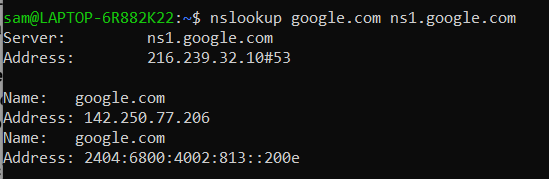 sam@LAPTOP-6R882K22:~$ nslookup google.com ns1.google.com
Server:         ns1.google.com
Address:        216.239.32.10#53

Name:   google.com
Address: 142.250.77.206
Name:   google.com
Address: 2404:6800:4002:813::200e